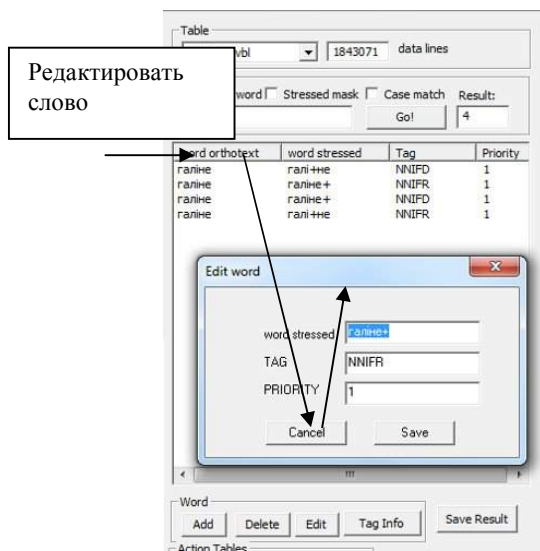 Table
vbl 1843071 data lines
Редактировать
слово
word Stressed mask Case match Result:
Go! 4
word orthotext word stressed Tag Priority
галіне галі+не NNIFD 1
галіне галіне+ NNIFR 1
галіне галіне+ NNIFD 1
галіне галі+не NNIFR 1
Edit word
word stressed галіне+
TAG NNIFR
PRIORITY 1
Cancel Save
Word
Add Delete Edit Tag Info Save Result
Action Tables